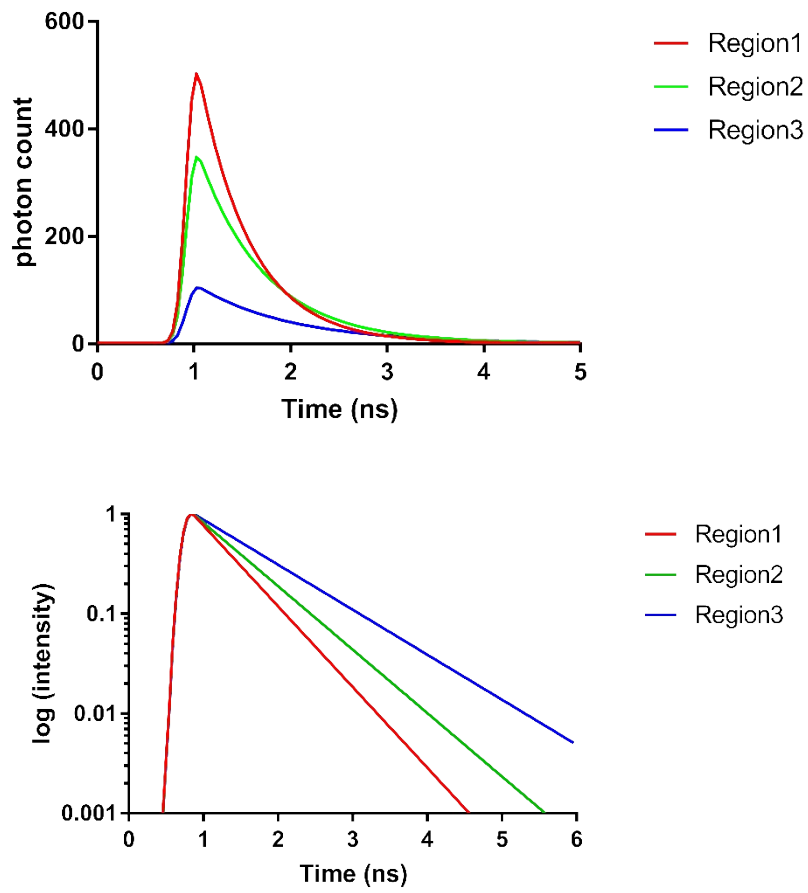 600
400
200
0
photon count
0 1 2 3 4 5
Time (ns)
Region1
Region2
Region3
1
0.1
0.01
0.001
log (intensity)
0 1 2 3 4 5 6
Time (ns)
Region1
Region2
Region3